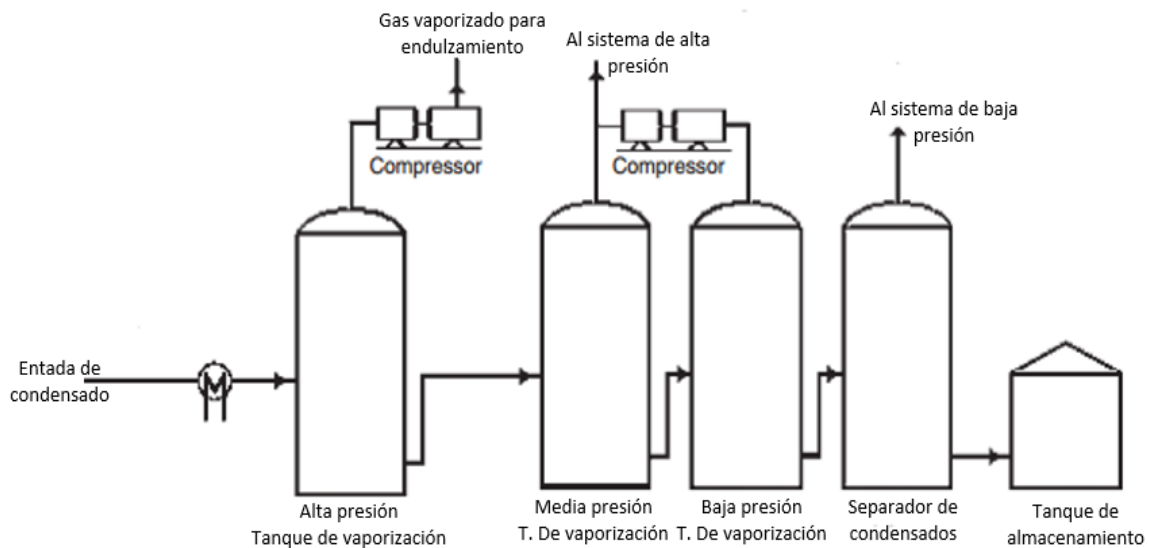 Gas vaporizado para
endulzamiento
Al sistema de alta
presión
Al sistema de baja
presión
Compressor
Compressor
Entada de
condensado
Alta presión
Tanque de vaporización
Media presión
T. De vaporización
Baja presión
T. De vaporización
Separador de
condensados
Tanque de
almacenamiento